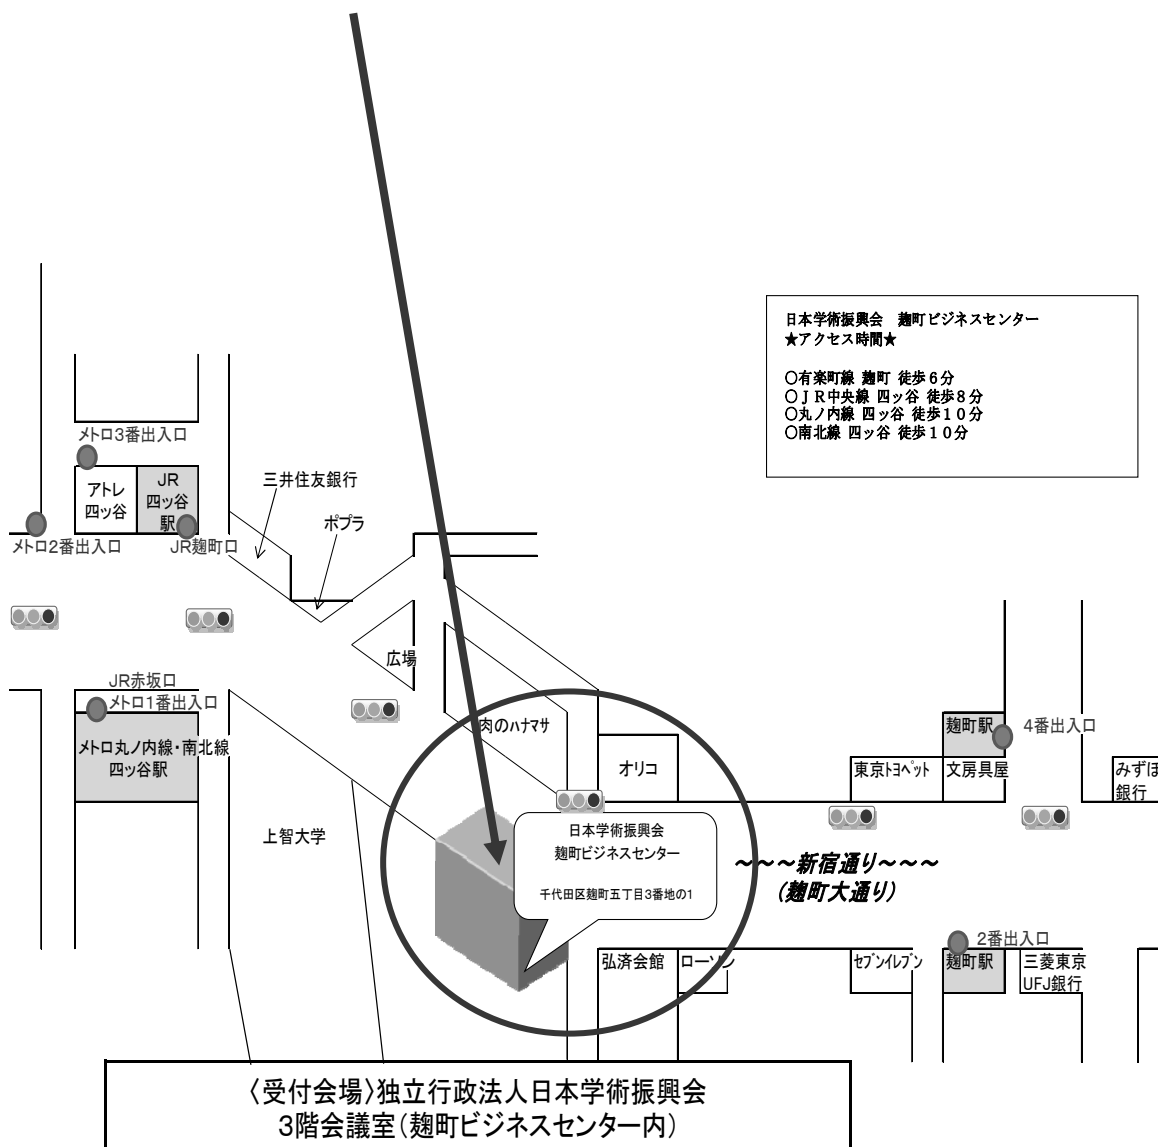 日本学術振興会　麹町ビジネスセンター
★アクセス時間★
○有楽町線 麹町 徒歩６分
○ＪＲ中央線 四ッ谷 徒歩８分
○丸ノ内線 四ッ谷 徒歩１０分
○南北線 四ッ谷 徒歩１０分
メトロ3番出入口
アトレ
四ッ谷
JR
四ッ谷
駅
三井住友銀行
ポプラ
メトロ2番出入口
JR麹町口
広場
JR赤坂口
メトロ1番出入口
メトロ丸ノ内線・南北線
四ッ谷駅
肉のハナマサ
オリコ
東京トヨペット
麹町駅
4番出入口
文房具屋
みずほ
銀行
上智大学
日本学術振興会
麹町ビジネスセンター
千代田区麹町五丁目3番地の1
～～～新宿通り～～～
(麹町大通り)
弘済会館
ローソン
セブンイレブン
2番出入口
麹町駅
三菱東京
UFJ銀行
〈受付会場〉独立行政法人日本学術振興会
3階会議室(麹町ビジネスセンター内)